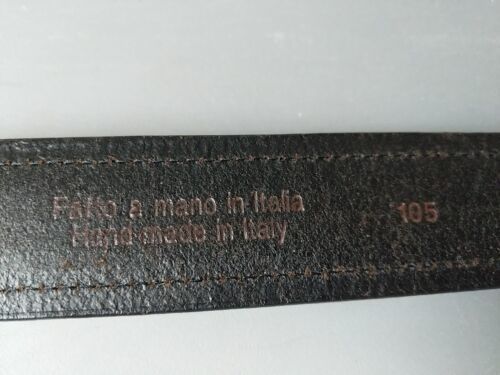 Fatto a mano in Italia 105
Hand made in Italy